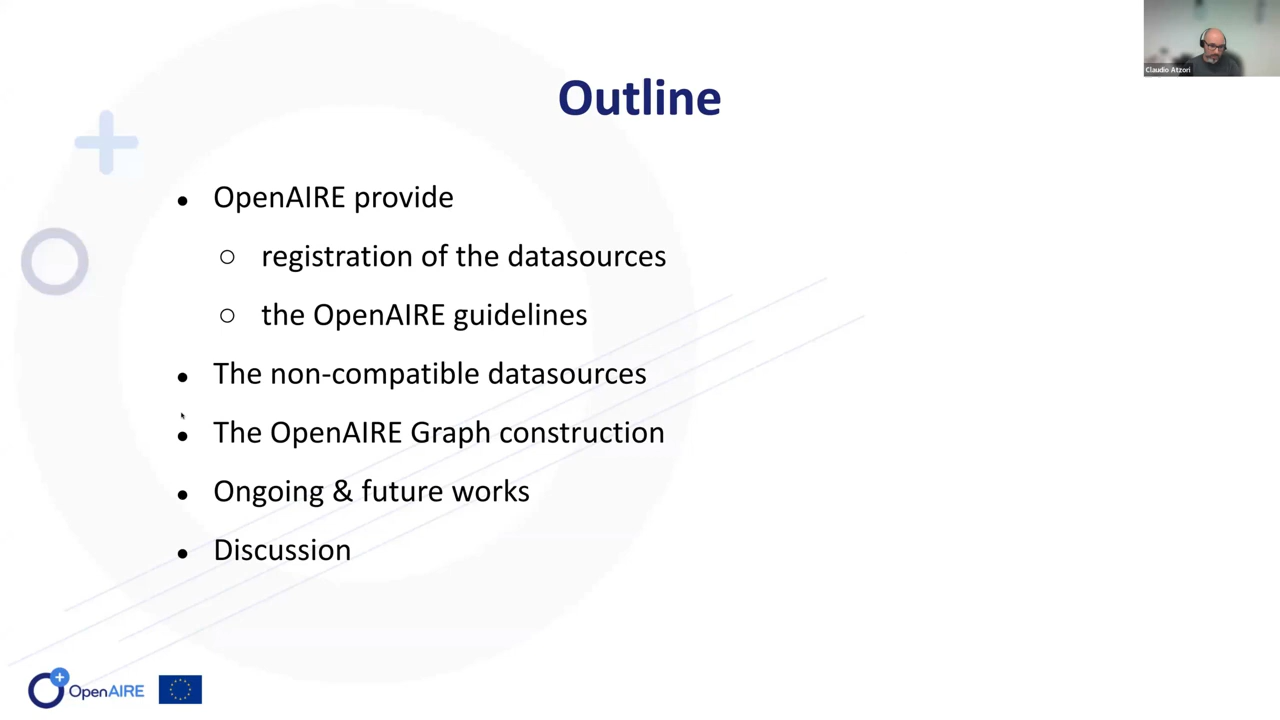 Claudio Atzori
Outline
OpenAIRE provide
registration of the datasources
the OpenAIRE guidelines
The non-compatible datasources
The OpenAIRE Graph construction
Ongoing & future works
Discussion
OpenAIRE